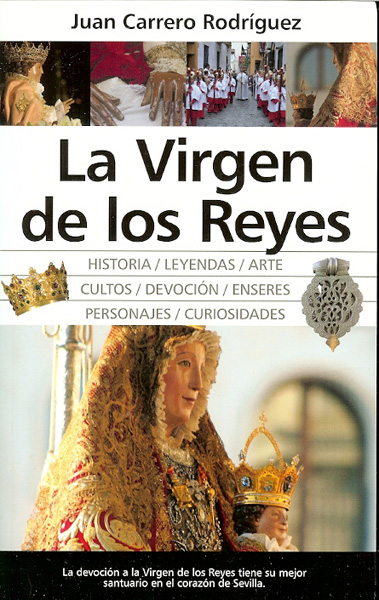 Juan Carrero Rodríguez
La Virgen
de los Reyes
HISTORIA / LEYENDAS / ARTE
CULTOS / DEVOCIÓN / ENSERES
PERSONAJES / CURIOSIDADES
La devoción a la Virgen de los Reyes tiene su mejor
santuario en el corazón de Sevilla.